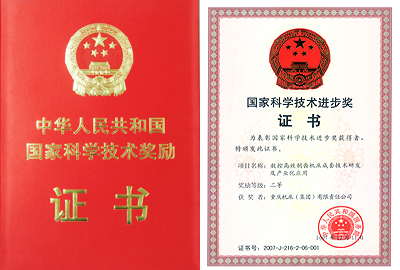 中华人民共和国
国家科学技术奖励
证书
国家科学技术进步奖
证书
为表彰国家科学技术进步奖获得者，
特颁发此证书。
项目名称：数控高效制齿机床成套技术研发
及产业化应用
奖励等级：二等
获奖者：重庆机床（集团）有限责任公司
证书号：2007-J-216-2-06-001